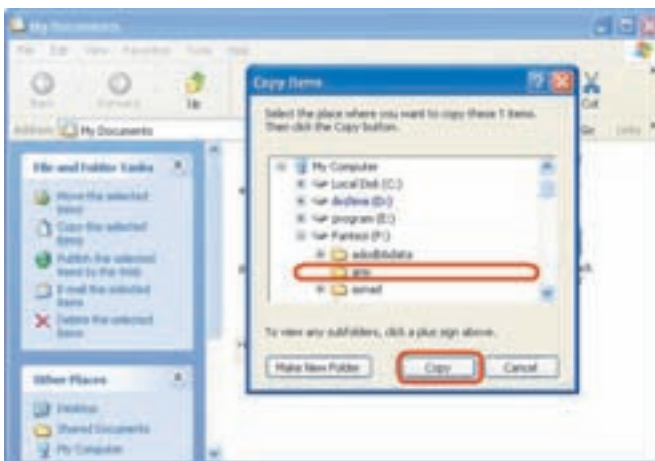 My Documents
File Edit View Favorites Tools Help
Back Forward Up Cut
Address My Documents Go Links
Copy Items
Select the place where you want to copy these 1 items.
Then click the Copy button.
My Computer
Local Disk (C:)
Archive (D:)
program (E:)
To view any subfolders, click a plus sign above.
Make New Folder Copy Cancel
File and Folder Tasks
Move the selected
items
Copy the selected
items
Publish the selected
items to the Web
E-mail the selected
items
Delete the selected
items
Other Places
Desktop
Shared Documents
My Computer